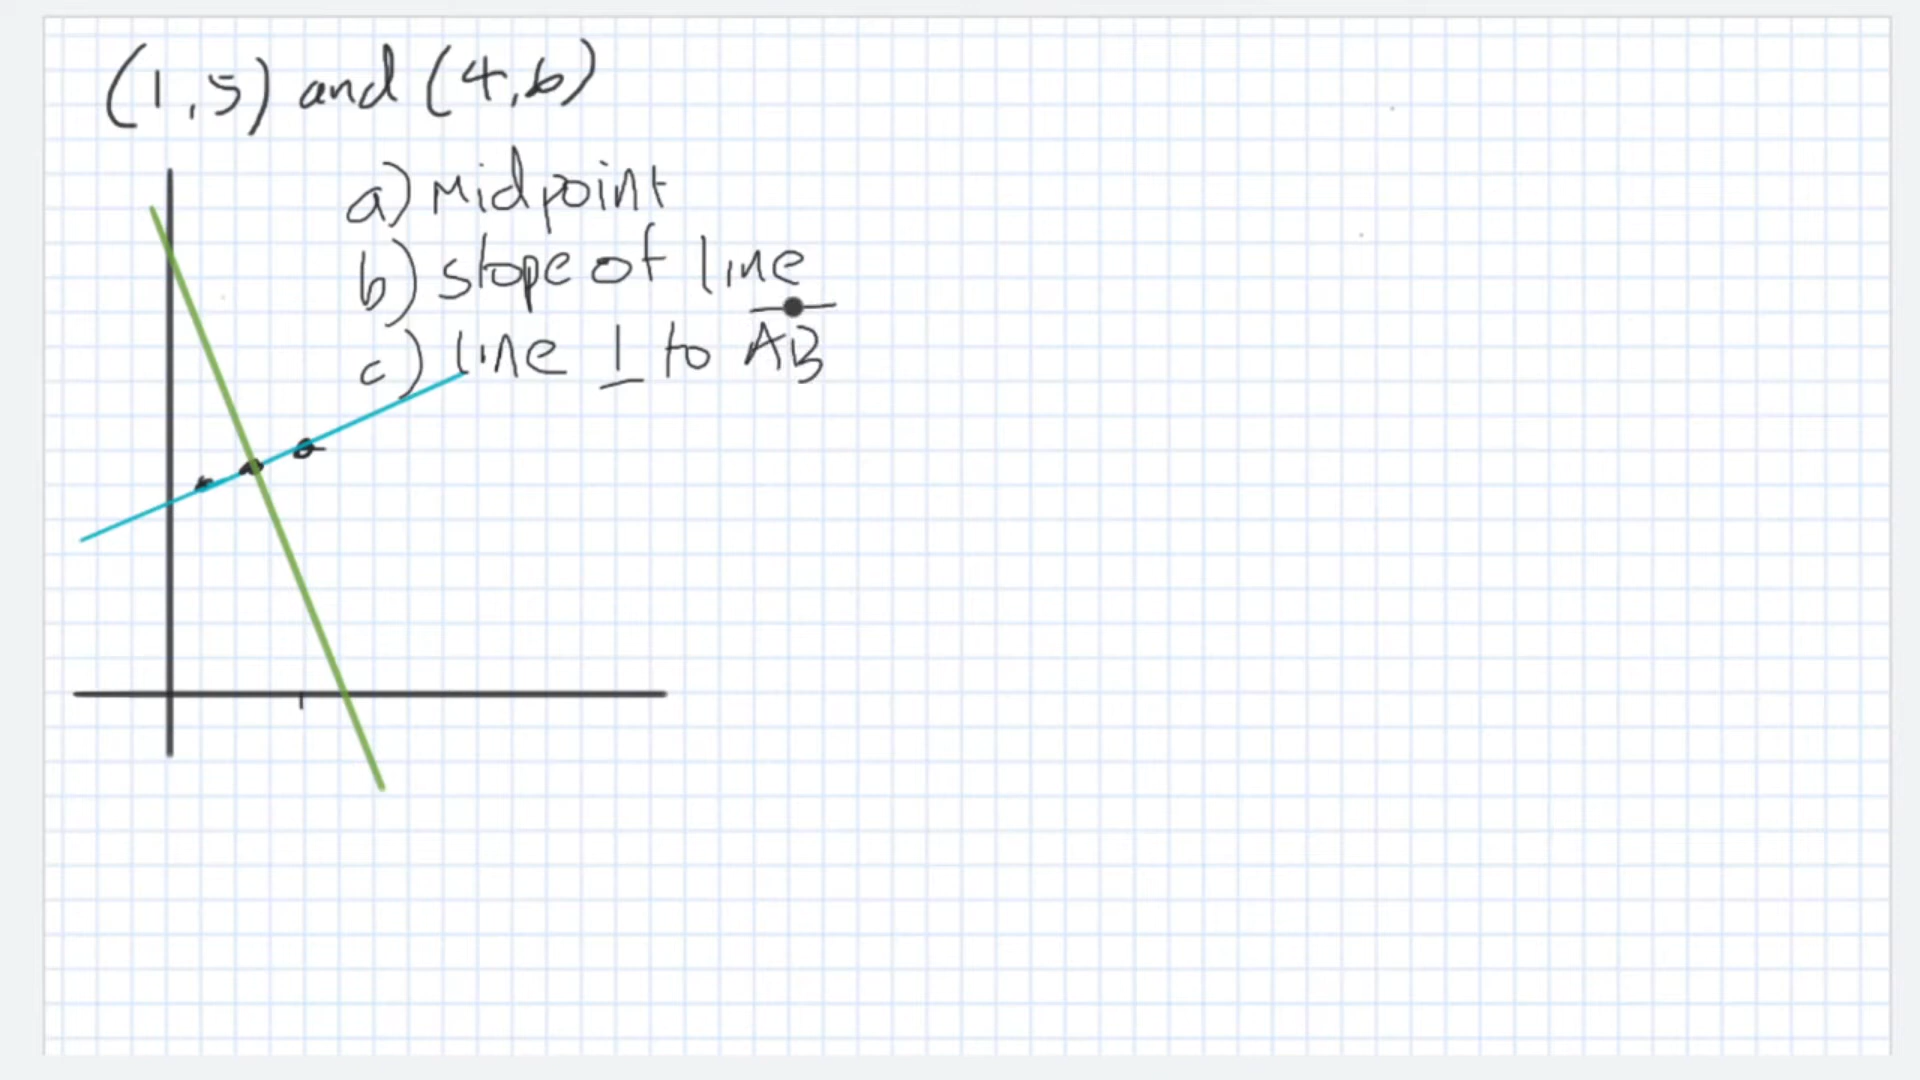 (1,5) and (4,6)
a) Midpoint
b) slope of line
c) line ⊥ to AB